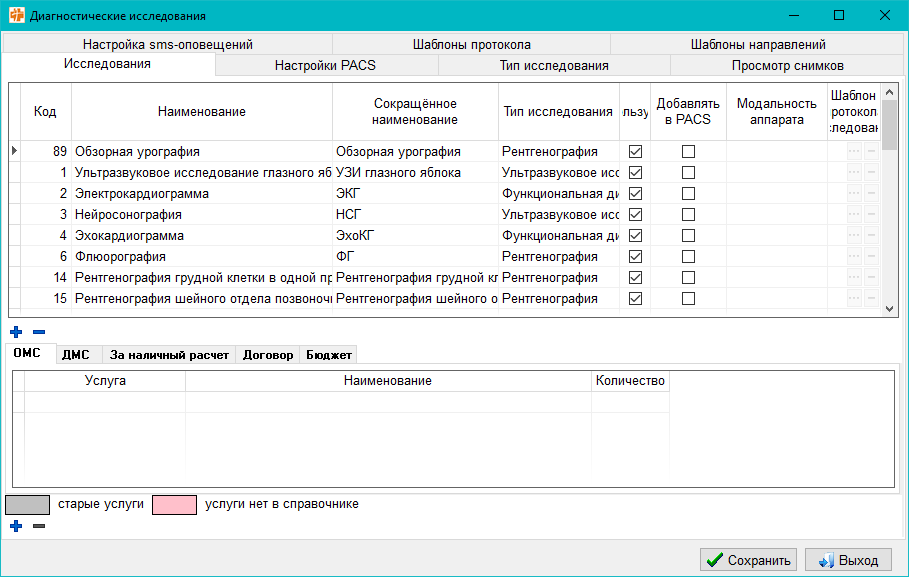 Диагностические исследования
Настройка sms-оповещений Шаблоны протокола Шаблоны направлений
Исследования Настройки PACS Тип исследования Просмотр снимков
Код Наименование Сокращённое наименование Тип исследования льзу Добавлять в PACS Модальность аппарата Шаблон ротокол следован
89 Обзорная урография Обзорная урография Рентгенография
1 Ультразвуковое исследование глазного яб УЗИ глазного яблока Ультразвуковое исс
2 Электрокардиограмма ЭКГ Функциональная ди
3 Нейросонография НСГ Ультразвуковое исс
4 Эхокардиограмма ЭхоКГ Функциональная ди
6 Флюорография ФГ Рентгенография
14 Рентгенография грудной клетки в одной пр Рентгенография грудной кл Рентгенография
15 Рентгенография шейного отдела позвоноч Рентгенография шейного о Рентгенография
ОМС ДМС За наличный расчет Договор Бюджет
Услуга Наименование Количество
старые услуги услуги нет в справочнике
Сохранить Выход